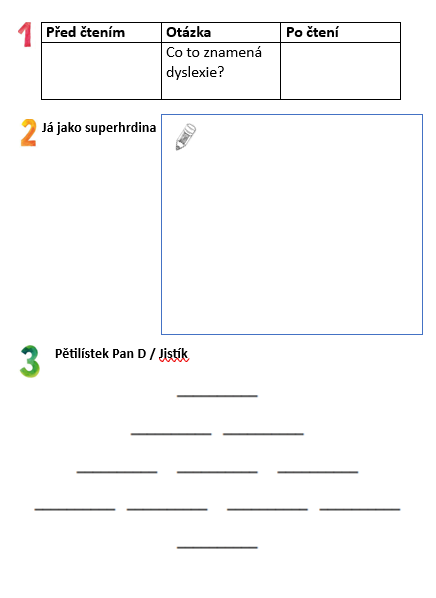 1
Před čtením Otázka Po čtení
Co to znamená
dyslexie?
2 Já jako superhrdina
3 Pětilístek Pan D / Jistík